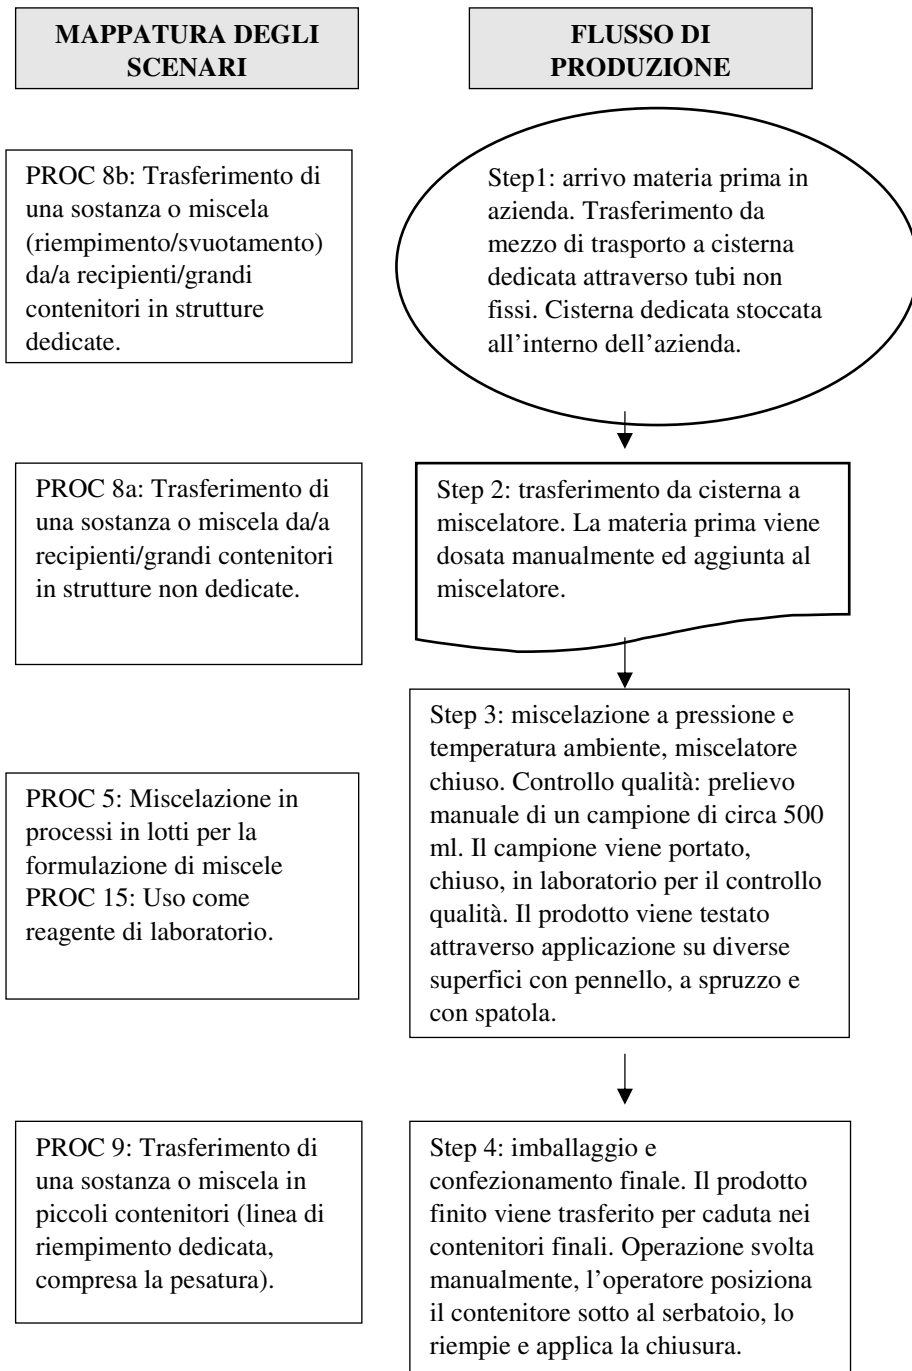 MAPPATURA DEGLI
SCENARI
FLUSSO DI
PRODUZIONE
PROC 8b: Trasferimento di
una sostanza o miscela
(riempimento/svuotamento)
da/a recipienti/grandi
contenitori in strutture
dedicate.
Step1: arrivo materia prima in
azienda. Trasferimento da
mezzo di trasporto a cisterna
dedicata attraverso tubi non
fissi. Cisterna dedicata stoccata
all’interno dell’azienda.
PROC 8a: Trasferimento di
una sostanza o miscela da/a
recipienti/grandi contenitori
in strutture non dedicate.
Step 2: trasferimento da cisterna a
miscelatore. La materia prima viene
dosata manualmente ed aggiunta al
miscelatore.
PROC 5: Miscelazione in
processi in lotti per la
formulazione di miscele
PROC 15: Uso come
reagente di laboratorio.
Step 3: miscelazione a pressione e
temperatura ambiente, miscelatore
chiuso. Controllo qualità: prelievo
manuale di un campione di circa 500
ml. Il campione viene portato,
chiuso, in laboratorio per il controllo
qualità. Il prodotto viene testato
attraverso applicazione su diverse
superfici con pennello, a spruzzo e
con spatola.
PROC 9: Trasferimento di
una sostanza o miscela in
piccoli contenitori (linea di
riempimento dedicata,
compresa la pesatura).
Step 4: imballaggio e
confezionamento finale. Il prodotto
finito viene trasferito per caduta nei
contenitori finali. Operazione svolta
manualmente, l’operatore posiziona
il contenitore sotto al serbatoio, lo
riempie e applica la chiusura.